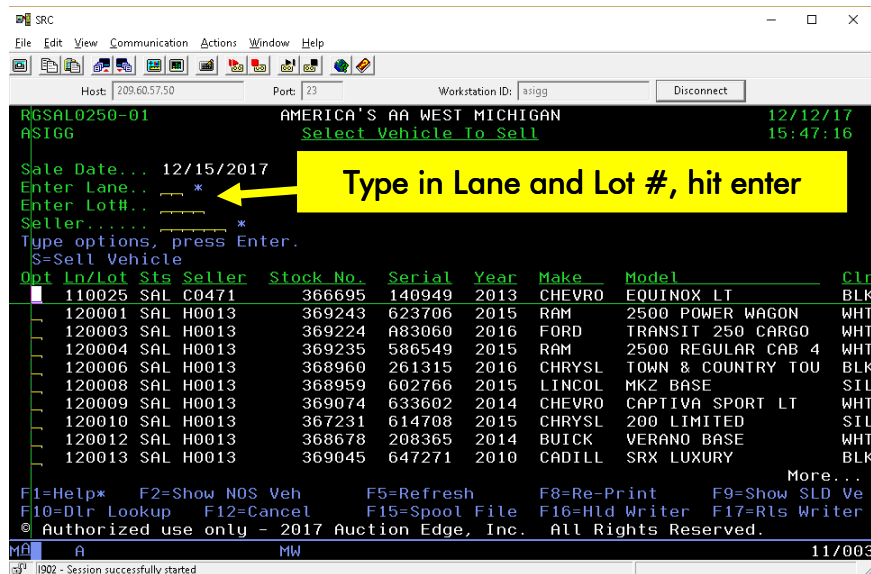 SRC
File Edit View Communication Actions Window Help
Host: 209.60.57.50 Port: 23 Workstation ID: asigg Disconnect
RGSAL0250-01 AMERICA'S AA WEST MICHIGAN 12/12/17
ASIGG Select Vehicle To Sell 15:47:16
Sale Date... 12/15/2017
Enter Lane.. __ *
Enter Lot#.. ____
Seller...... ______ *
Type in Lane and Lot #, hit enter
Type options, press Enter.
S=Sell Vehicle
Opt Ln/Lot Sts Seller Stock No. Serial Year Make Model Clr
110025 SAL C0471 366695 140949 2013 CHEVRO EQUINOX LT BLK
120001 SAL H0013 369243 623706 2015 RAM 2500 POWER WAGON WHT
120003 SAL H0013 369224 A83060 2016 FORD TRANSIT 250 CARGO WHT
120004 SAL H0013 369235 586549 2015 RAM 2500 REGULAR CAB 4 WHT
120006 SAL H0013 368960 261315 2016 CHRYSL TOWN & COUNTRY TOU BLK
120008 SAL H0013 368959 602766 2015 LINCOL MKZ BASE SIL
120009 SAL H0013 369074 633602 2014 CHEVRO CAPTIVA SPORT LT WHT
120010 SAL H0013 367231 614708 2015 CHRYSL 200 LIMITED SIL
120012 SAL H0013 368678 208365 2014 BUICK VERANO BASE WHT
120013 SAL H0013 369045 647271 2010 CADILL SRX LUXURY BLK
More...
F1=Help* F2=Show NOS Veh F5=Refresh F8=Re-Print F9=Show SLD Ve
F10=Dlr Lookup F12=Cancel F15=Spool File F16=Hld Writer F17=Rls Writer
© Authorized use only - 2017 Auction Edge, Inc. All Rights Reserved.
MA A MW 11/003
I902 - Session successfully started